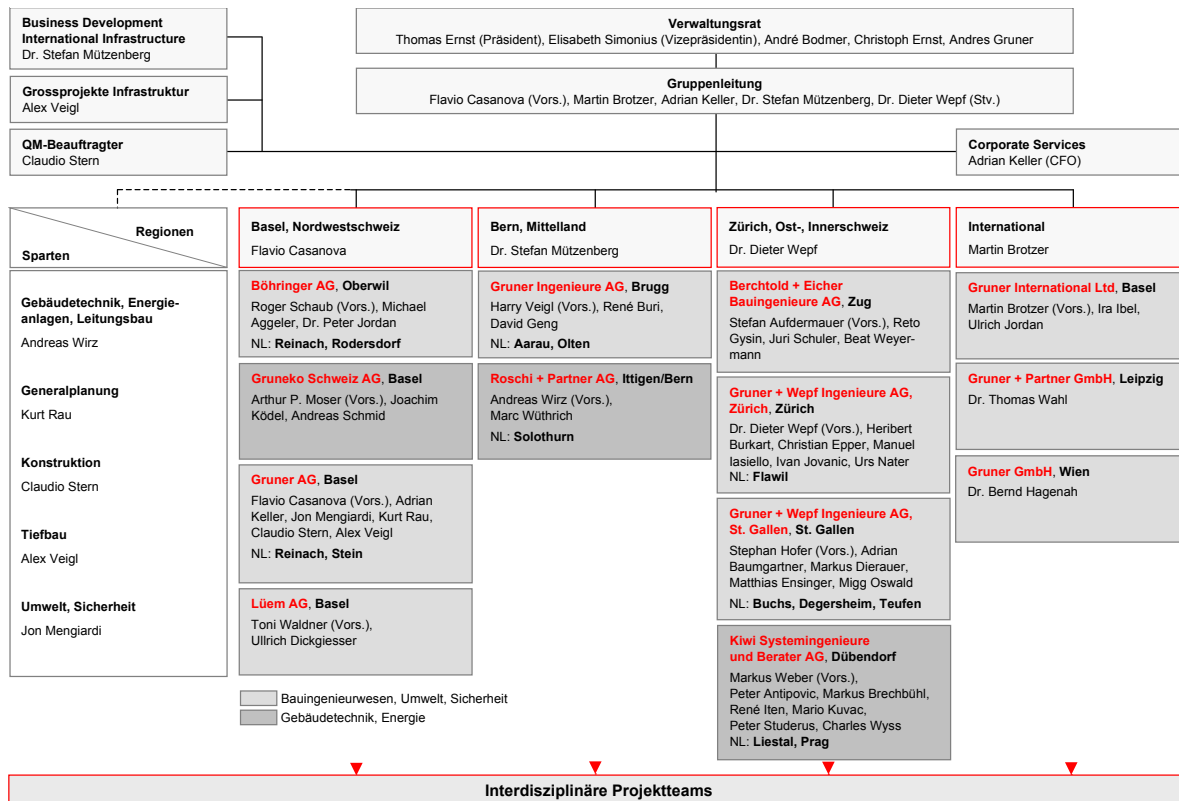 Business Development
International Infrastructure
Dr. Stefan Mützenberg
Grossprojekte Infrastruktur
Alex Veigl
QM-Beauftragter
Claudio Stern
Verwaltungsrat
Thomas Ernst (Präsident), Elisabeth Simonius (Vizepräsidentin), André Bodmer, Christoph Ernst, Andres Gruner
Gruppenleitung
Flavio Casanova (Vors.), Martin Brotzer, Adrian Keller, Dr. Stefan Mützenberg, Dr. Dieter Wepf (Stv.)
Corporate Services
Adrian Keller (CFO)
Regionen
Sparten
Gebäudetechnik, Energie-
anlagen, Leitungsbau
Andreas Wirz
Generalplanung
Kurt Rau
Konstruktion
Claudio Stern
Tiefbau
Alex Veigl
Umwelt, Sicherheit
Jon Mengiardi
Basel, Nordwestschweiz
Flavio Casanova
Böhringer AG, Oberwil
Roger Schaub (Vors.), Michael
Aggeler, Dr. Peter Jordan
NL: Reinach, Rodersdorf
Gruneko Schweiz AG, Basel
Arthur P. Moser (Vors.), Joachim
Ködel, Andreas Schmid
Gruner AG, Basel
Flavio Casanova (Vors.), Adrian
Keller, Jon Mengiardi, Kurt Rau,
Claudio Stern, Alex Veigl
NL: Reinach, Stein
Lüem AG, Basel
Toni Waldner (Vors.),
Ullrich Dickgiesser
Bern, Mittelland
Dr. Stefan Mützenberg
Gruner Ingenieure AG, Brugg
Harry Veigl (Vors.), René Buri,
David Geng
NL: Aarau, Olten
Roschi + Partner AG, Ittigen/Bern
Andreas Wirz (Vors.),
Marc Wüthrich
NL: Solothurn
Zürich, Ost-, Innerschweiz
Dr. Dieter Wepf
Berchtold + Eicher
Bauingenieure AG, Zug
Stefan Aufdermauer (Vors.), Reto
Gysin, Juri Schuler, Beat Weyer-
mann
Gruner + Wepf Ingenieure AG,
Zürich, Zürich
Dr. Dieter Wepf (Vors.), Heribert
Burkart, Christian Epper, Manuel
Iasiello, Ivan Jovanic, Urs Nater
NL: Flawil
Gruner + Wepf Ingenieure AG,
St. Gallen, St. Gallen
Stephan Hofer (Vors.), Adrian
Baumgartner, Markus Dierauer,
Matthias Ensinger, Migg Oswald
NL: Buchs, Degersheim, Teufen
Kiwi Systemingenieure
und Berater AG, Dübendorf
Markus Weber (Vors.),
Peter Antipovic, Markus Brechbühl,
René Iten, Mario Kuvac,
Peter Studerus, Charles Wyss
NL: Liestal, Prag
International
Martin Brotzer
Gruner International Ltd, Basel
Martin Brotzer (Vors.), Ira Ibel,
Ulrich Jordan
Gruner + Partner GmbH, Leipzig
Dr. Thomas Wahl
Gruner GmbH, Wien
Dr. Bernd Hagenah
Bauingenieurwesen, Umwelt, Sicherheit
Gebäudetechnik, Energie
Interdisziplinäre Projektteams